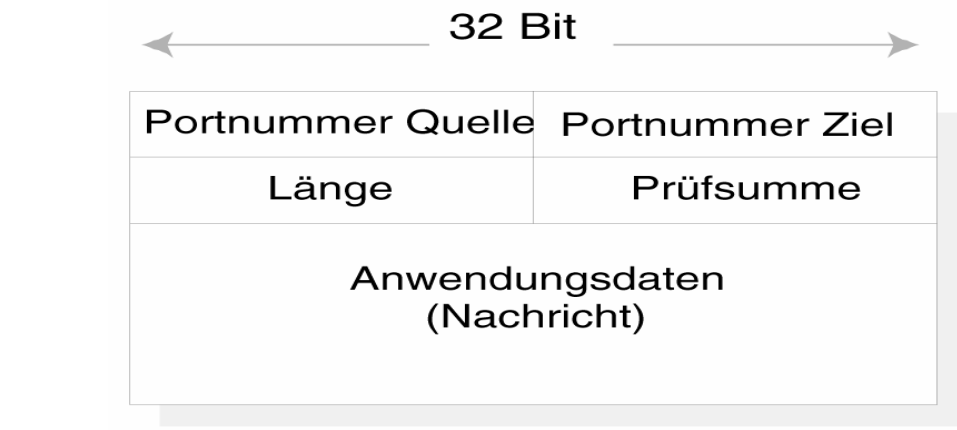 32 Bit
Portnummer Quelle
Portnummer Ziel
Länge
Prüfsumme
Anwendungsdaten
(Nachricht)